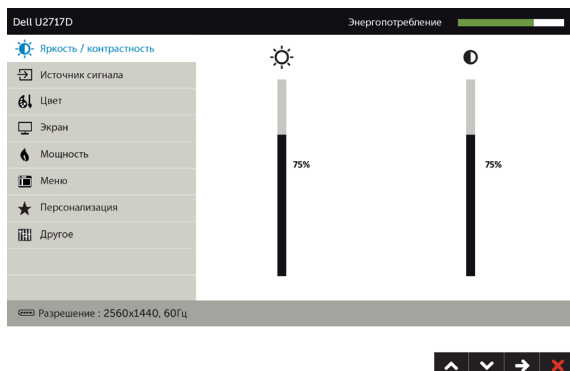 Dell U2717D
Энергопотребление
Яркость / контрастность
Источник сигнала
Цвет
Экран
Мощность
Меню
Персонализация
Другое
75%
75%
Разрешение : 2560x1440, 60Гц